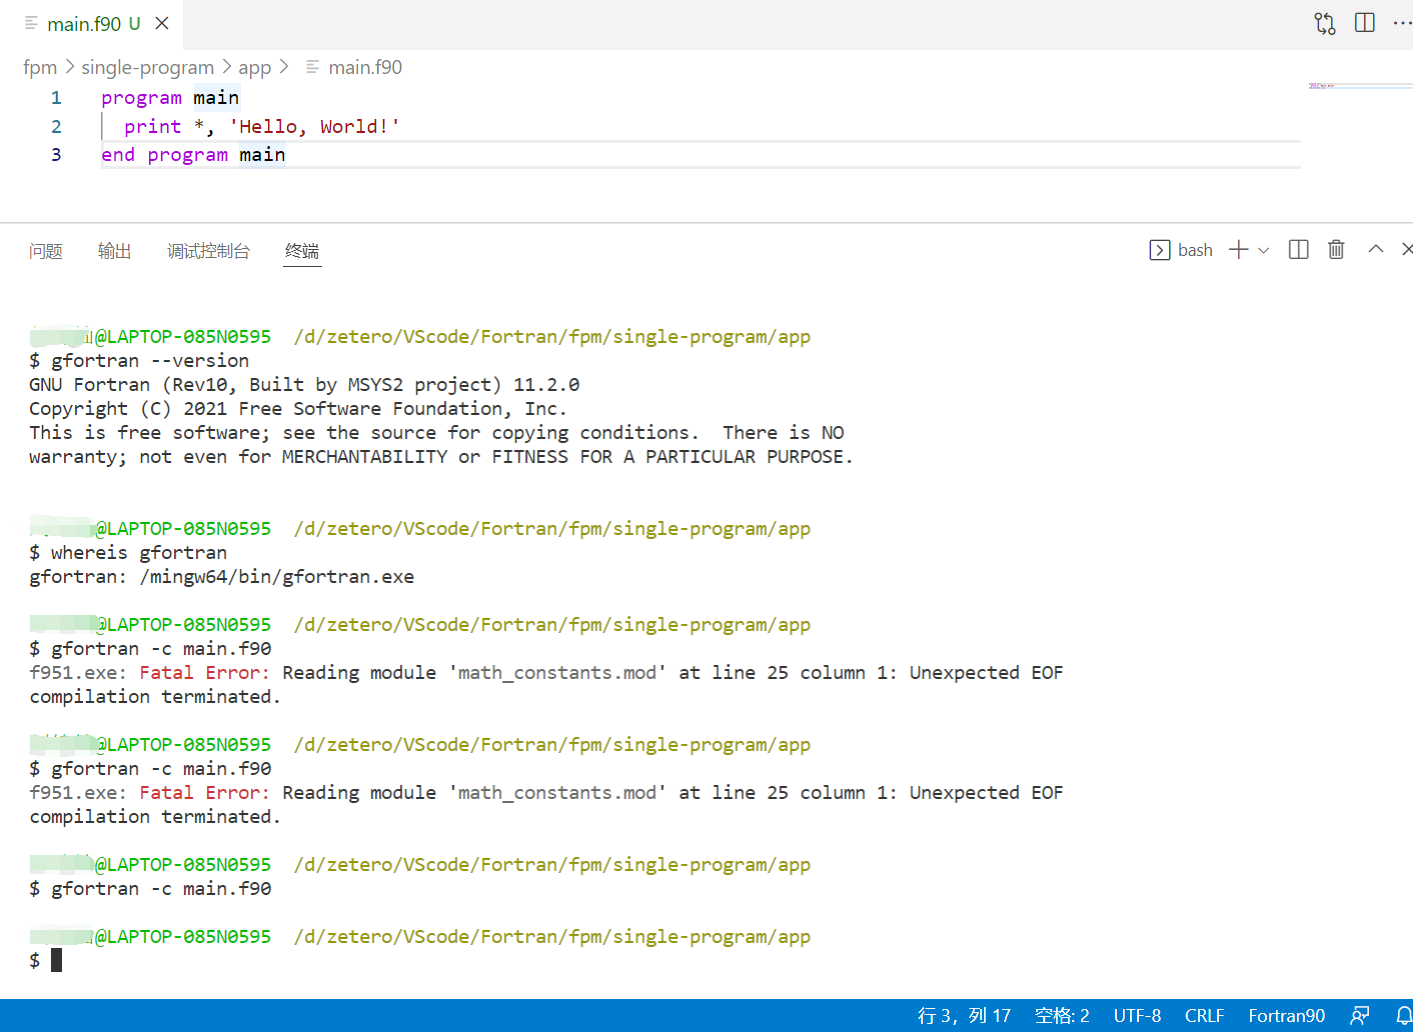 main.f90 U
fpm > single-program > app > main.f90
1 program main
2 print *, 'Hello, World!'
3 end program main
问题 输出 调试控制台 终端
bash
@LAPTOP-085N0595 /d/zetero/VScode/Fortran/fpm/single-program/app
$ gfortran --version
GNU Fortran (Rev10, Built by MSYS2 project) 11.2.0
Copyright (C) 2021 Free Software Foundation, Inc.
This is free software; see the source for copying conditions.  There is NO
warranty; not even for MERCHANTABILITY or FITNESS FOR A PARTICULAR PURPOSE.
@LAPTOP-085N0595 /d/zetero/VScode/Fortran/fpm/single-program/app
$ whereis gfortran
gfortran: /mingw64/bin/gfortran.exe
@LAPTOP-085N0595 /d/zetero/VScode/Fortran/fpm/single-program/app
$ gfortran -c main.f90
f951.exe: Fatal Error: Reading module 'math_constants.mod' at line 25 column 1: Unexpected EOF
compilation terminated.
@LAPTOP-085N0595 /d/zetero/VScode/Fortran/fpm/single-program/app
$ gfortran -c main.f90
f951.exe: Fatal Error: Reading module 'math_constants.mod' at line 25 column 1: Unexpected EOF
compilation terminated.
@LAPTOP-085N0595 /d/zetero/VScode/Fortran/fpm/single-program/app
$ gfortran -c main.f90
@LAPTOP-085N0595 /d/zetero/VScode/Fortran/fpm/single-program/app
$
行 3，列 17 空格: 2 UTF-8 CRLF Fortran90